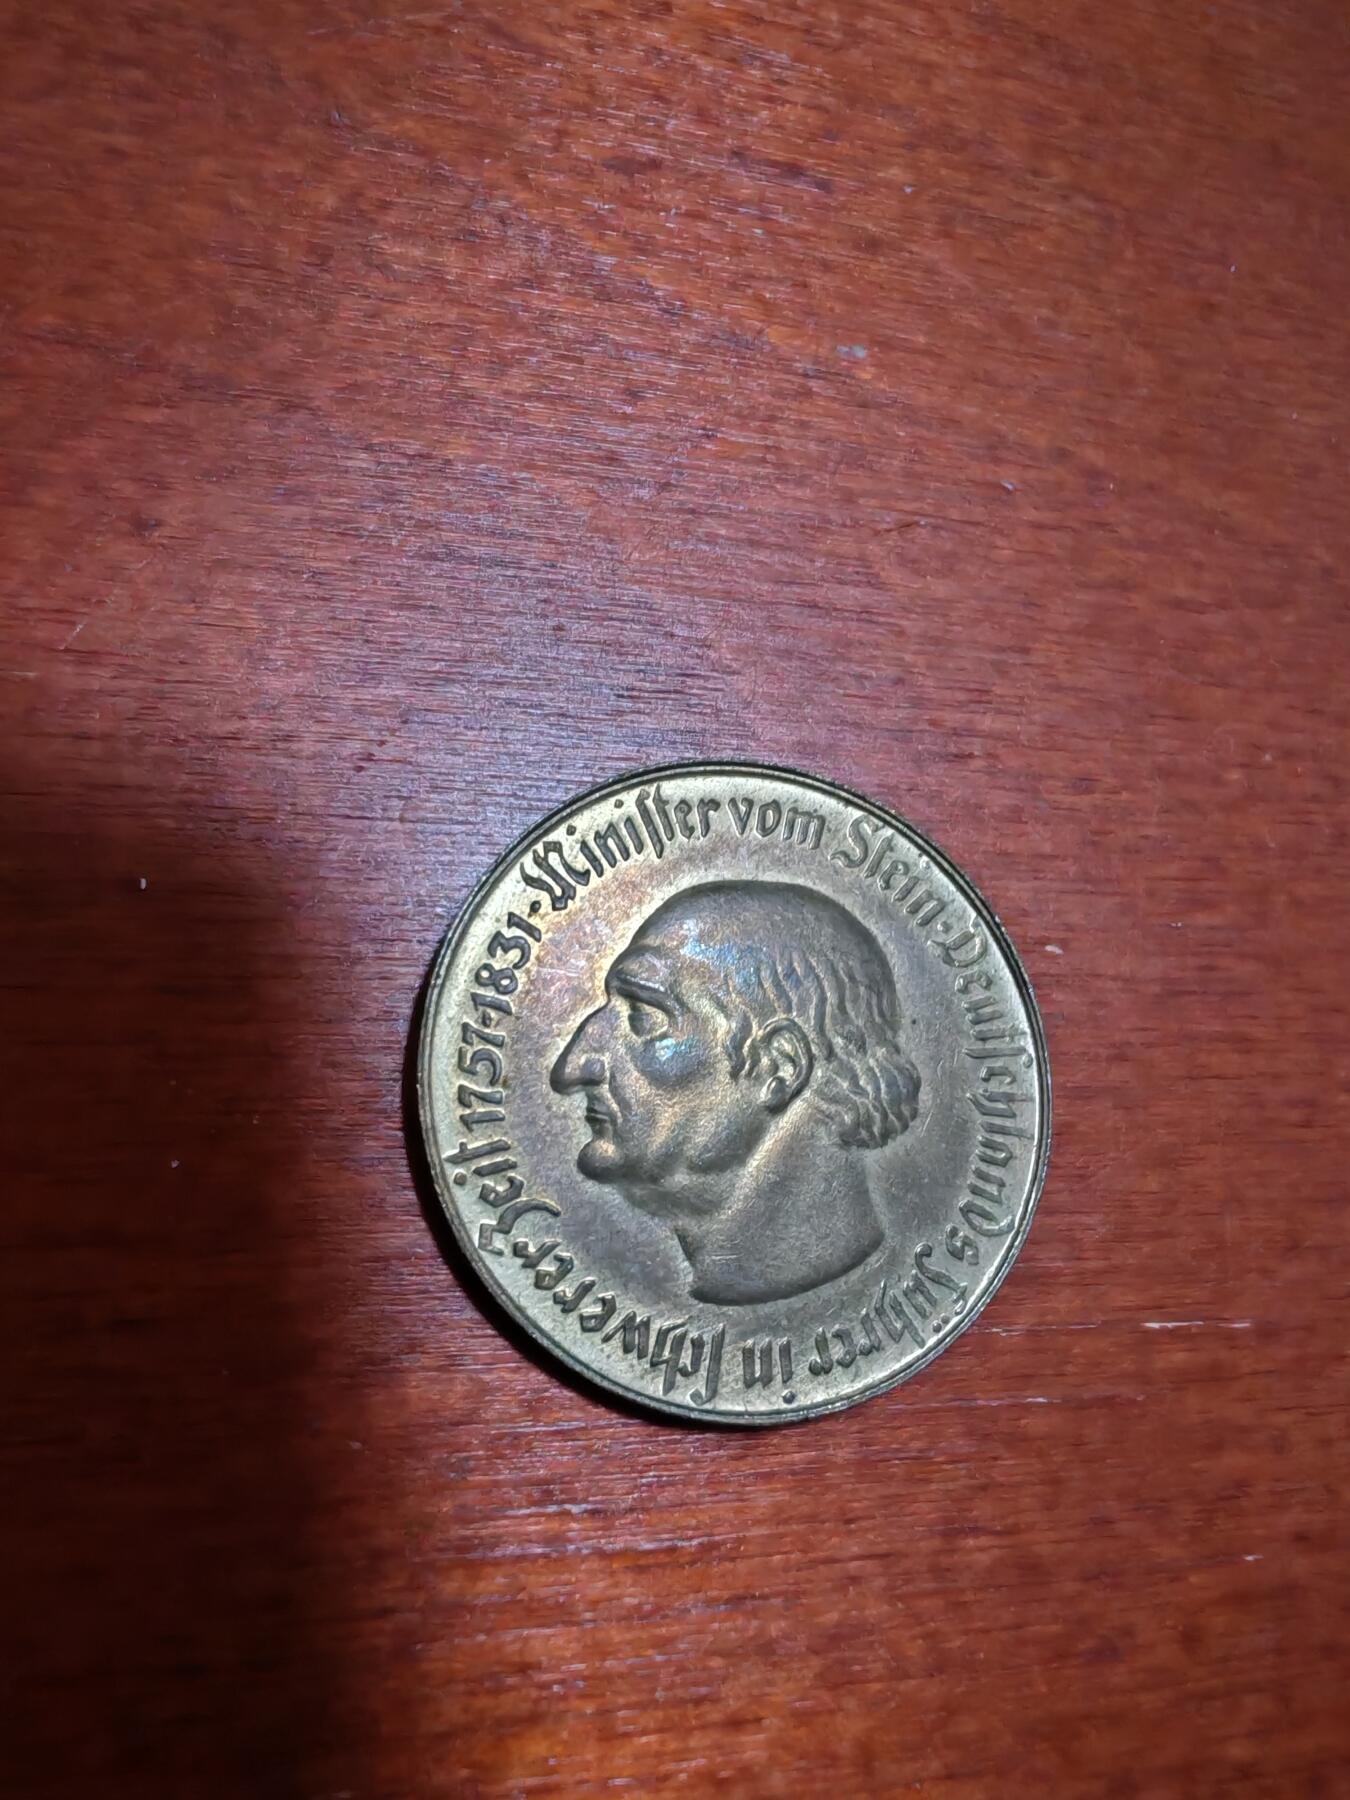 Minister vom Stein·Deutschlands Führer in schwerer Zeit 1757-1831·